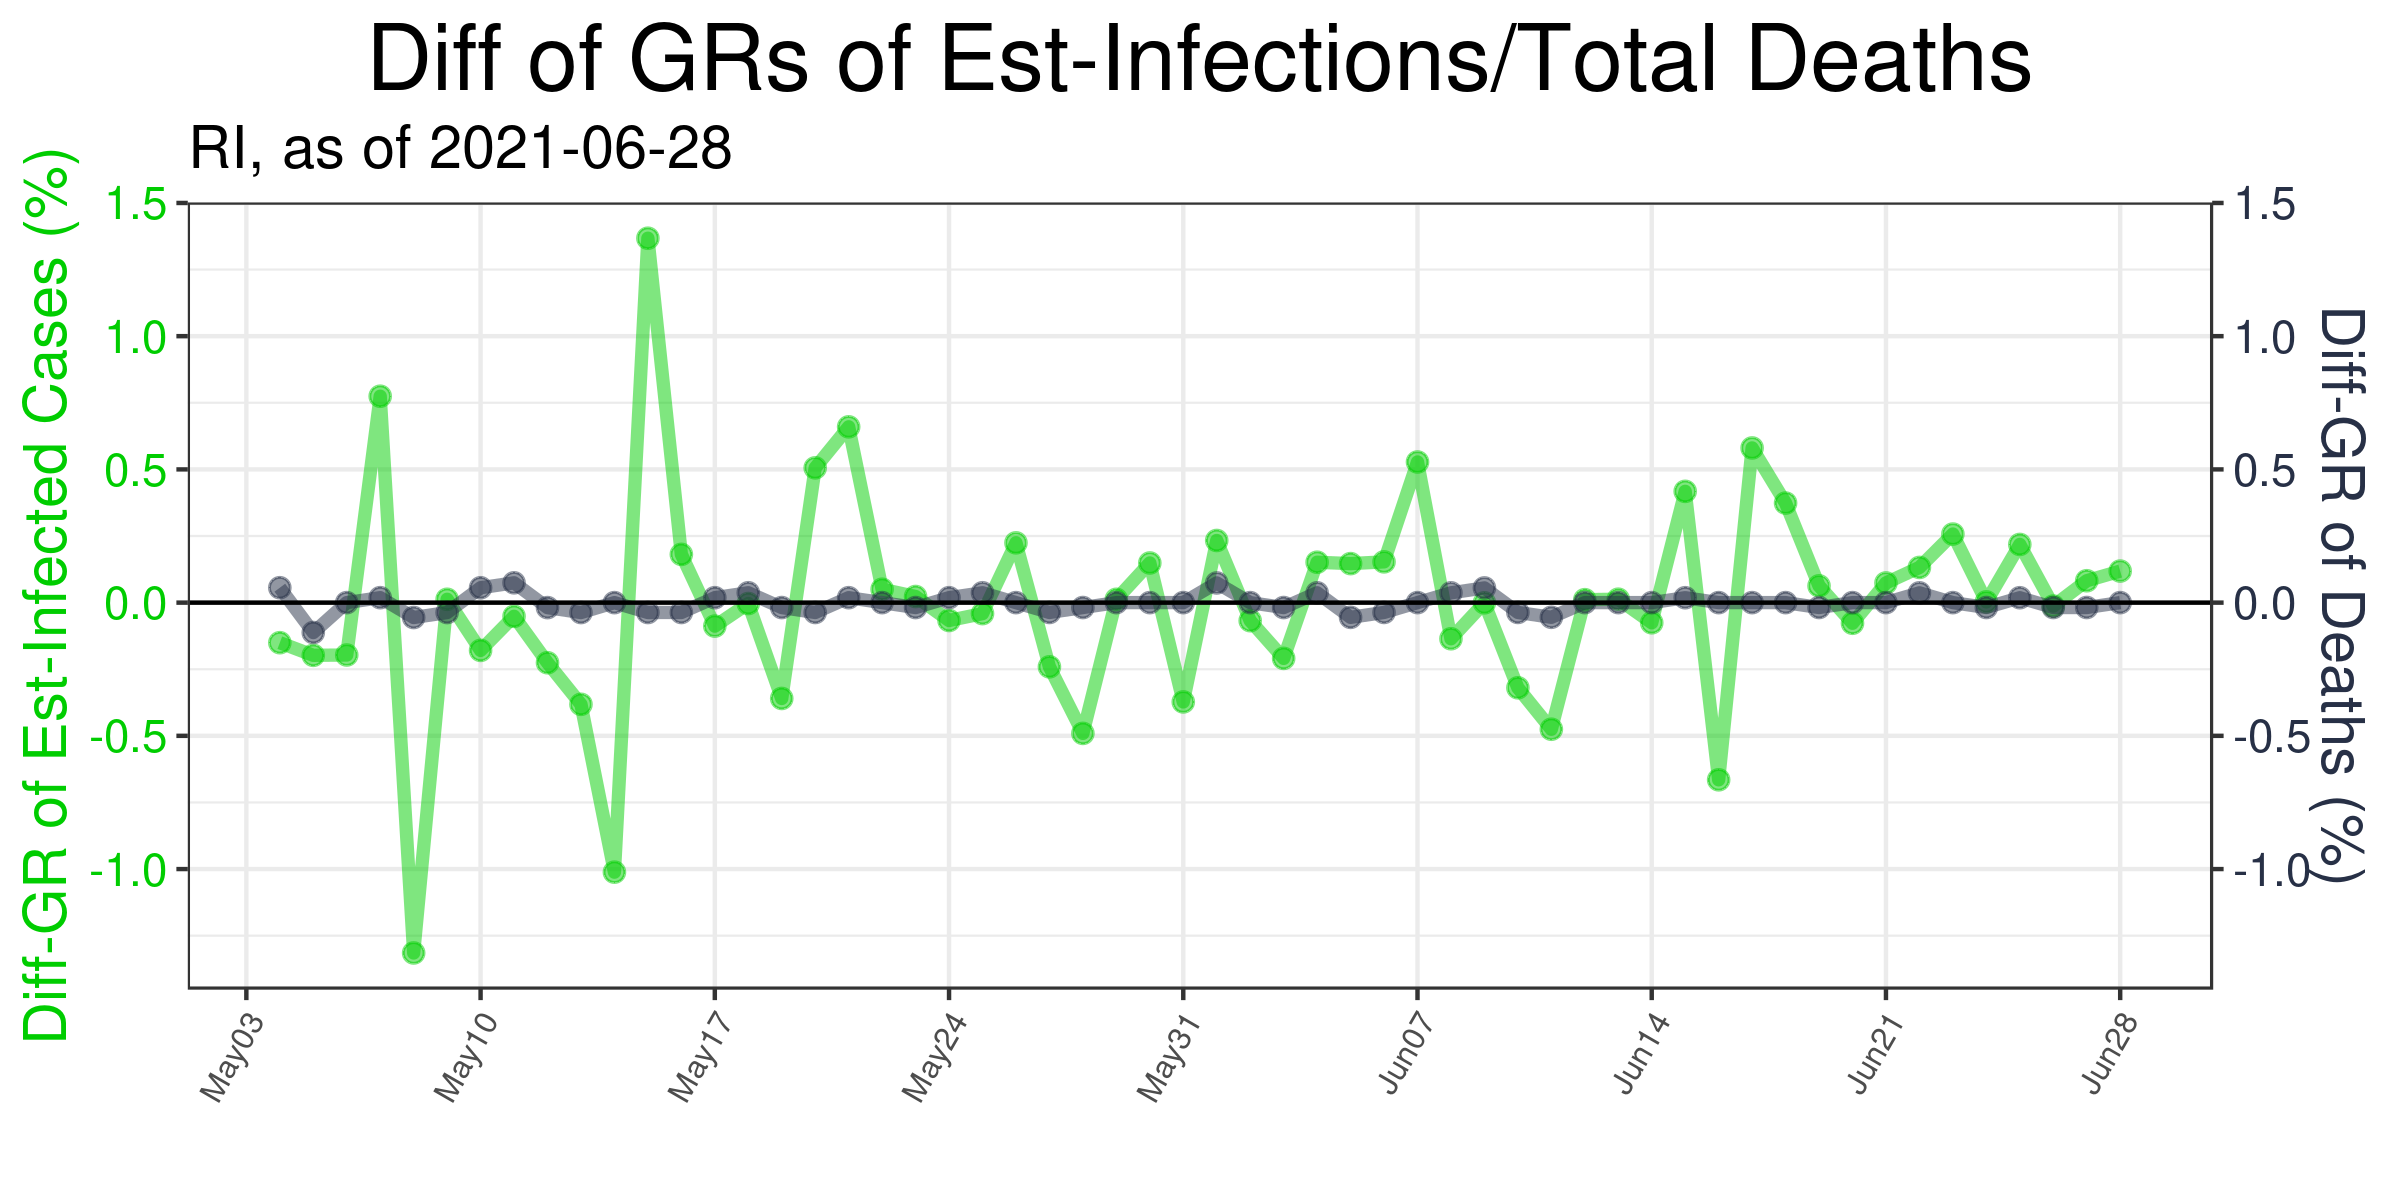 Diff of GRs of Est-Infections/Total Deaths
RI, as of 2021-06-28
Diff-GR of Est-Infected Cases (%)
1.5
1.0
0.5
0.0
-0.5
-1.0
1.5
1.0
0.5
0.0
-0.5
-1.0
Diff-GR of Deaths (%)
May03
May10
May17
May24
May31
Jun07
Jun14
Jun21
Jun28